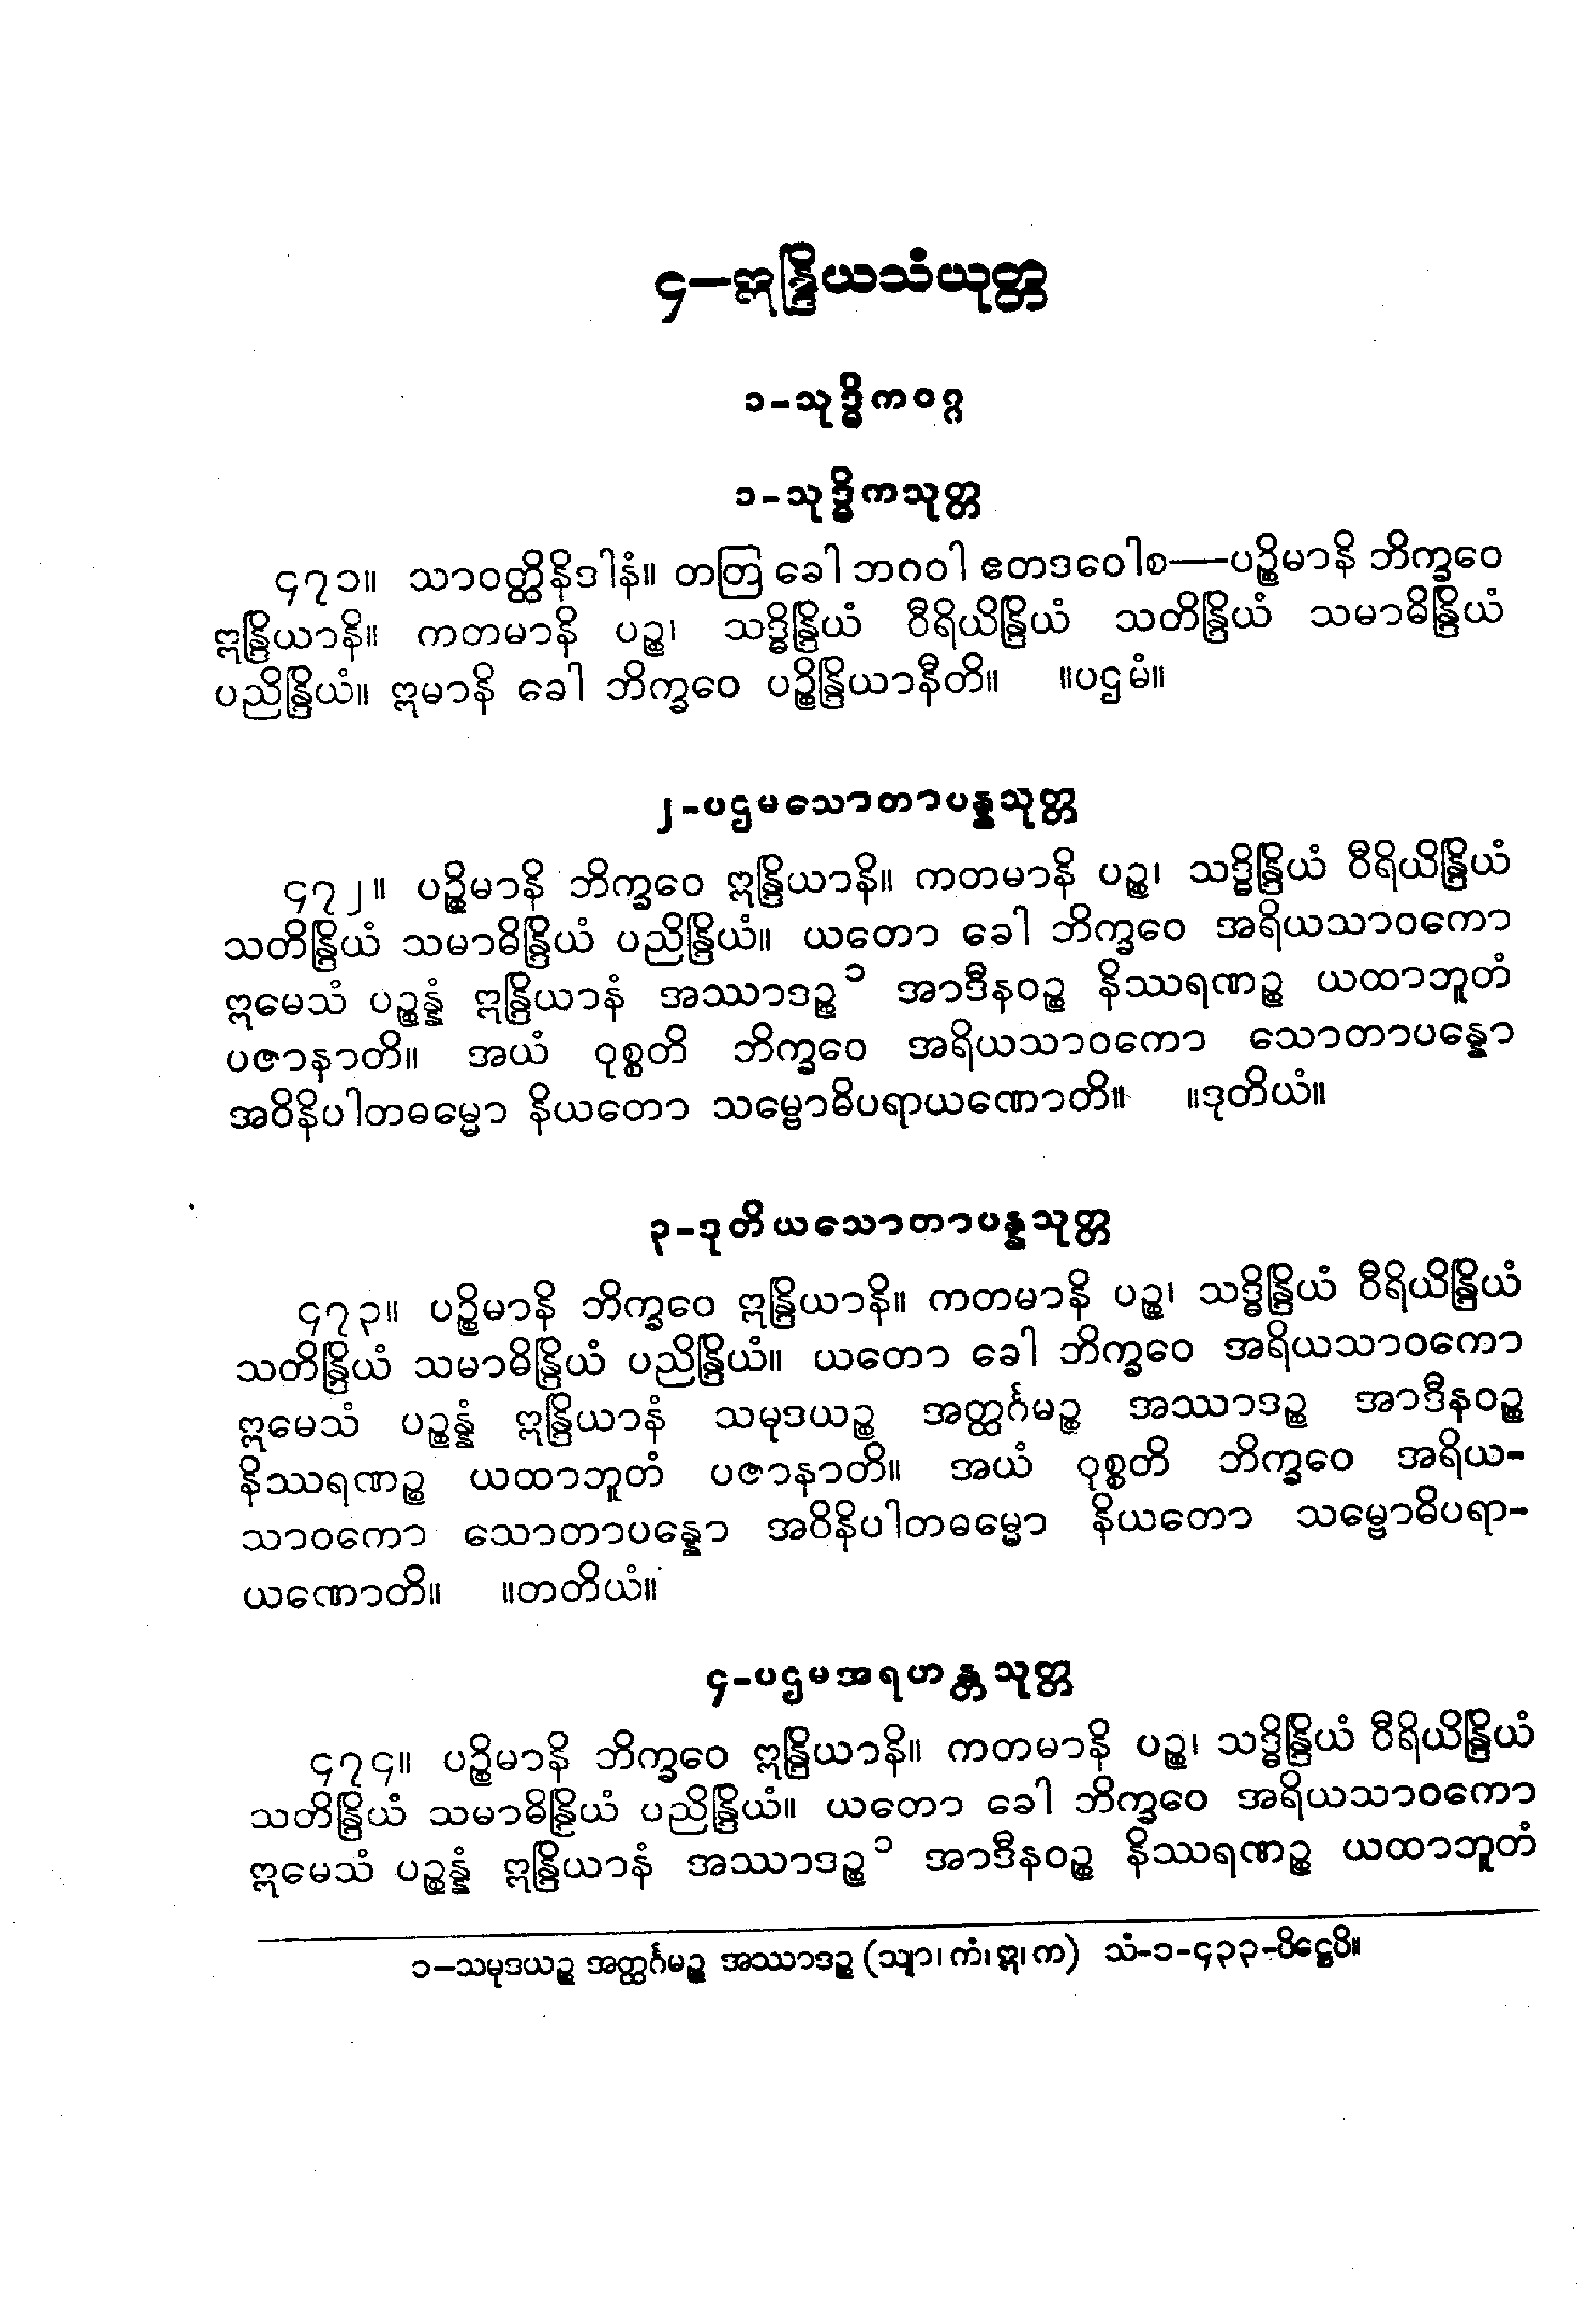 ၄—ဣန္ဒြိယသံယုတ္တ
၁-သုဒ္ဓိကဝဂ္ဂ
၁-သုဒ္ဓိကသုတ္တ
၄၇၁။ သာဝတ္ထိနိဒါနံ။ တတြ ခေါ ဘဂဝါ ဧတဒဝေါစ—ပဉ္စိမာနိ ဘိက္ခဝေ
ဣန္ဒြိယာနိ။ ကတမာနိ ပဉ္စ၊ သဒ္ဓိန္ဒြိယံ ဝီရိယိန္ဒြိယံ သတိန္ဒြိယံ သမာဓိန္ဒြိယံ
ပညိန္ဒြိယံ။ ဣမာနိ ခေါ ဘိက္ခဝေ ပဉ္စိန္ဒြိယာနီတိ။ ။ပဌမံ။
၂-ပဌမသောတာပန္နသုတ္တ
၄၇၂။ ပဉ္စိမာနိ ဘိက္ခဝေ ဣန္ဒြိယာနိ။ ကတမာနိ ပဉ္စ၊ သဒ္ဓိန္ဒြိယံ ဝီရိယိန္ဒြိယံ
သတိန္ဒြိယံ သမာဓိန္ဒြိယံ ပညိန္ဒြိယံ။ ယတော ခေါ ဘိက္ခဝေ အရိယသာဝကော
ဣမေသံ ပဉ္စန္နံ ဣန္ဒြိယာနံ အဿာဒဉ္စ၁ အာဒီနဝဉ္စ နိဿရဏဉ္စ ယထာဘူတံ
ပဇာနာတိ။ အယံ ဝုစ္စတိ ဘိက္ခဝေ အရိယသာဝကော သောတာပန္နော
အဝိနိပါတဓမ္မော နိယတော သမ္ဗောဓိပရာယဏောတိ။ ။ဒုတိယံ။
၃-ဒုတိယသောတာပန္နသုတ္တ
၄၇၃။ ပဉ္စိမာနိ ဘိက္ခဝေ ဣန္ဒြိယာနိ။ ကတမာနိ ပဉ္စ၊ သဒ္ဓိန္ဒြိယံ ဝီရိယိန္ဒြိယံ
သတိန္ဒြိယံ သမာဓိန္ဒြိယံ ပညိန္ဒြိယံ။ ယတော ခေါ ဘိက္ခဝေ အရိယသာဝကော
ဣမေသံ ပဉ္စန္နံ ဣန္ဒြိယာနံ သမုဒယဉ္စ အတ္ထင်္ဂမဉ္စ အဿာဒဉ္စ အာဒီနဝဉ္စ
နိဿရဏဉ္စ ယထာဘူတံ ပဇာနာတိ။ အယံ ဝုစ္စတိ ဘိက္ခဝေ အရိယ-
သာဝကော သောတာပန္နော အဝိနိပါတဓမ္မော နိယတော သမ္ဗောဓိပရာ-
ယဏောတိ။ ။တတိယံ။
၄-ပဌမအရဟန္တသုတ္တ
၄၇၄။ ပဉ္စိမာနိ ဘိက္ခဝေ ဣန္ဒြိယာနိ။ ကတမာနိ ပဉ္စ၊ သဒ္ဓိန္ဒြိယံ ဝီရိယိန္ဒြိယံ
သတိန္ဒြိယံ သမာဓိန္ဒြိယံ ပညိန္ဒြိယံ။ ယတော ခေါ ဘိက္ခဝေ အရိယသာဝကော
ဣမေသံ ပဉ္စန္နံ ဣန္ဒြိယာနံ အဿာဒဉ္စ၁ အာဒီနဝဉ္စ နိဿရဏဉ္စ ယထာဘူတံ
၁—သမုဒယဉ္စ အတ္ထင်္ဂမဉ္စ အဿာဒဉ္စ (သျာ၊ ကံ၊ ဣ၊ က) သံ-၁-၄၃၃-ပိဋ္ဌေပိ။